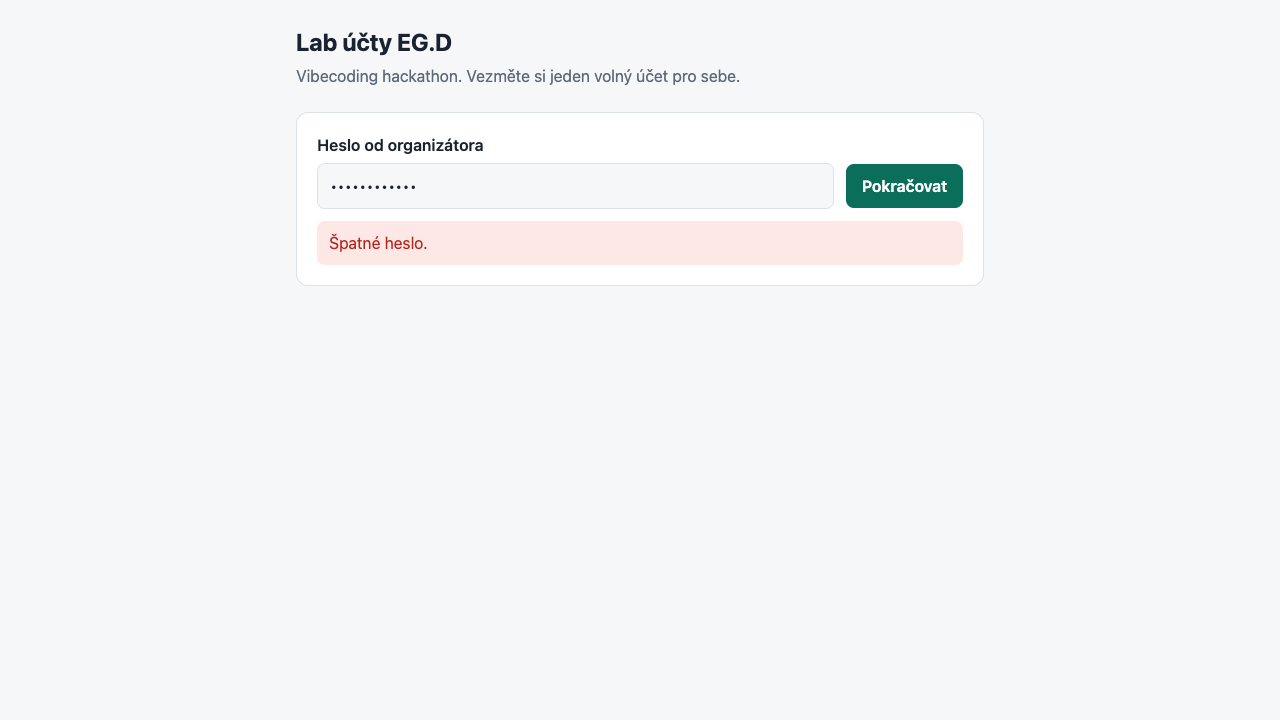 Lab účty EG.D
Vibecoding hackathon. Vezměte si jeden volný účet pro sebe.
Heslo od organizátora
••••••••••••
Pokračovat
Špatné heslo.